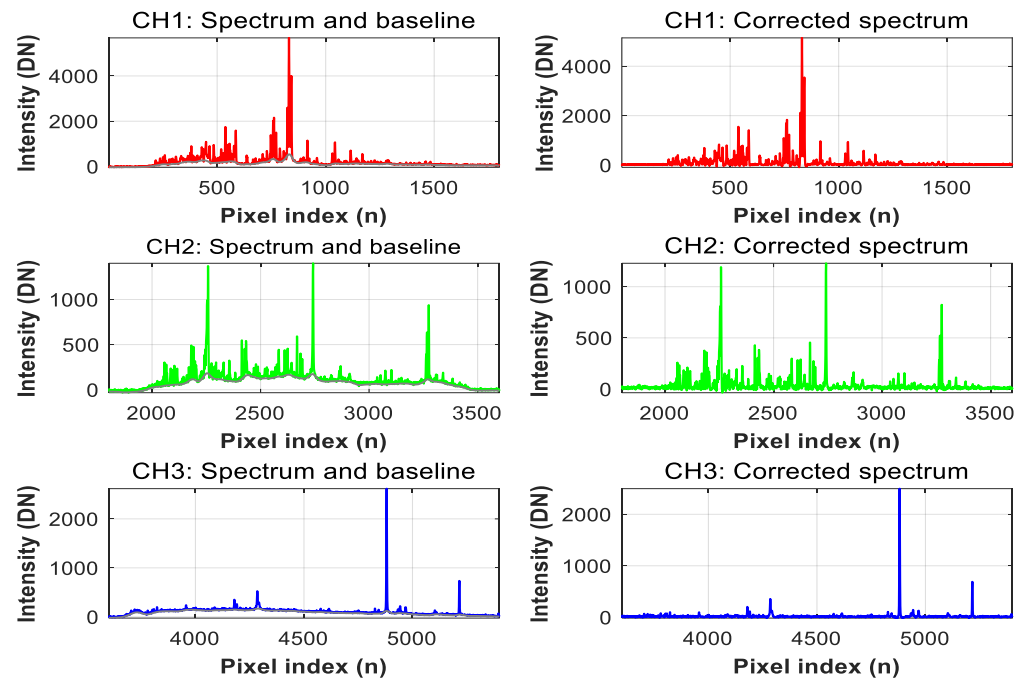 CH1: Spectrum and baseline
Intensity (DN)
4000
2000
0
500
1000
1500
Pixel index (n)
CH1: Corrected spectrum
Intensity (DN)
4000
2000
0
500
1000
1500
Pixel index (n)
CH2: Spectrum and baseline
Intensity (DN)
1000
500
0
2000
2500
3000
3500
Pixel index (n)
CH2: Corrected spectrum
Intensity (DN)
1000
500
0
2000
2500
3000
3500
Pixel index (n)
CH3: Spectrum and baseline
Intensity (DN)
2000
1000
0
4000
4500
5000
Pixel index (n)
CH3: Corrected spectrum
Intensity (DN)
2000
1000
0
4000
4500
5000
Pixel index (n)